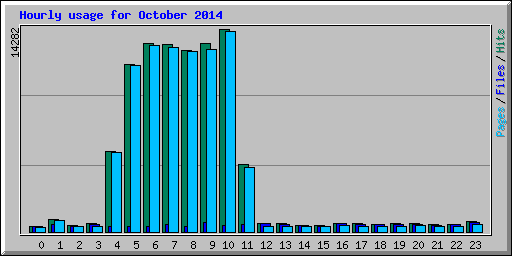 Hourly usage for October 2014
14282
Pages/Files/Hits
0 1 2 3 4 5 6 7 8 9 10 11 12 13 14 15 16 17 18 19 20 21 22 23